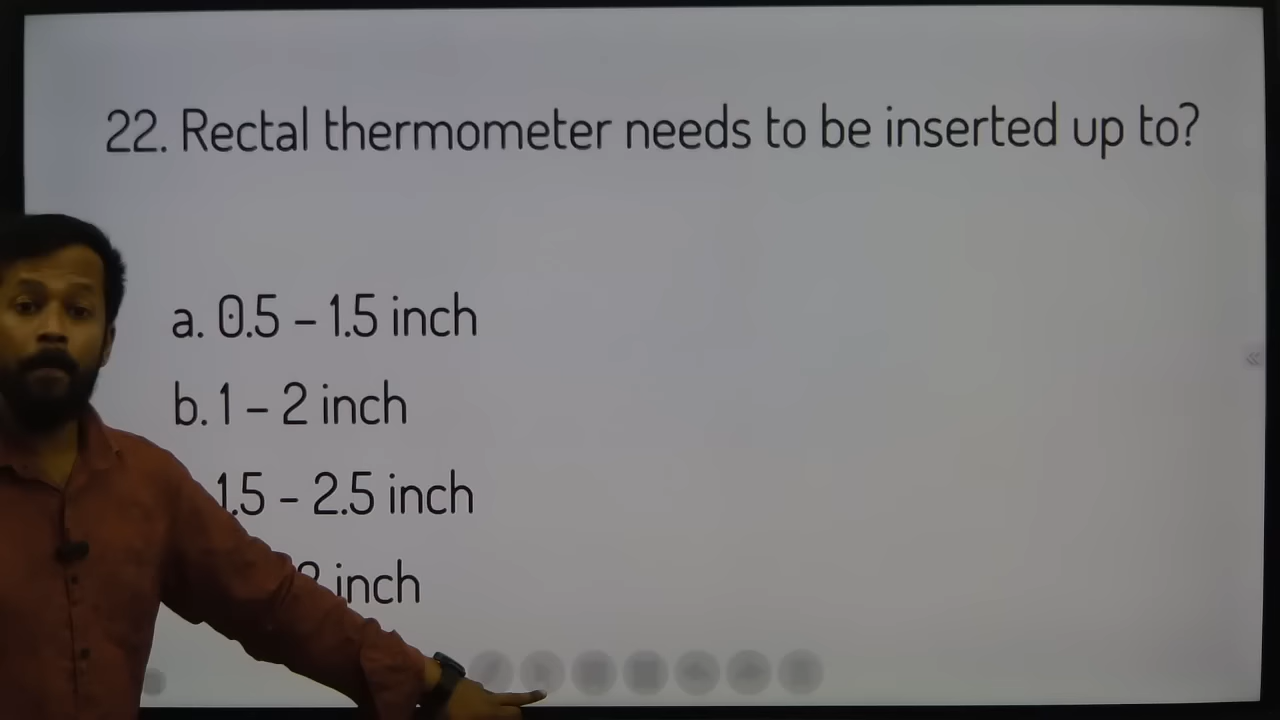 22. Rectal thermometer needs to be inserted up to?
a. 0.5 – 1.5 inch
b. 1 – 2 inch
1.5 – 2.5 inch
inch